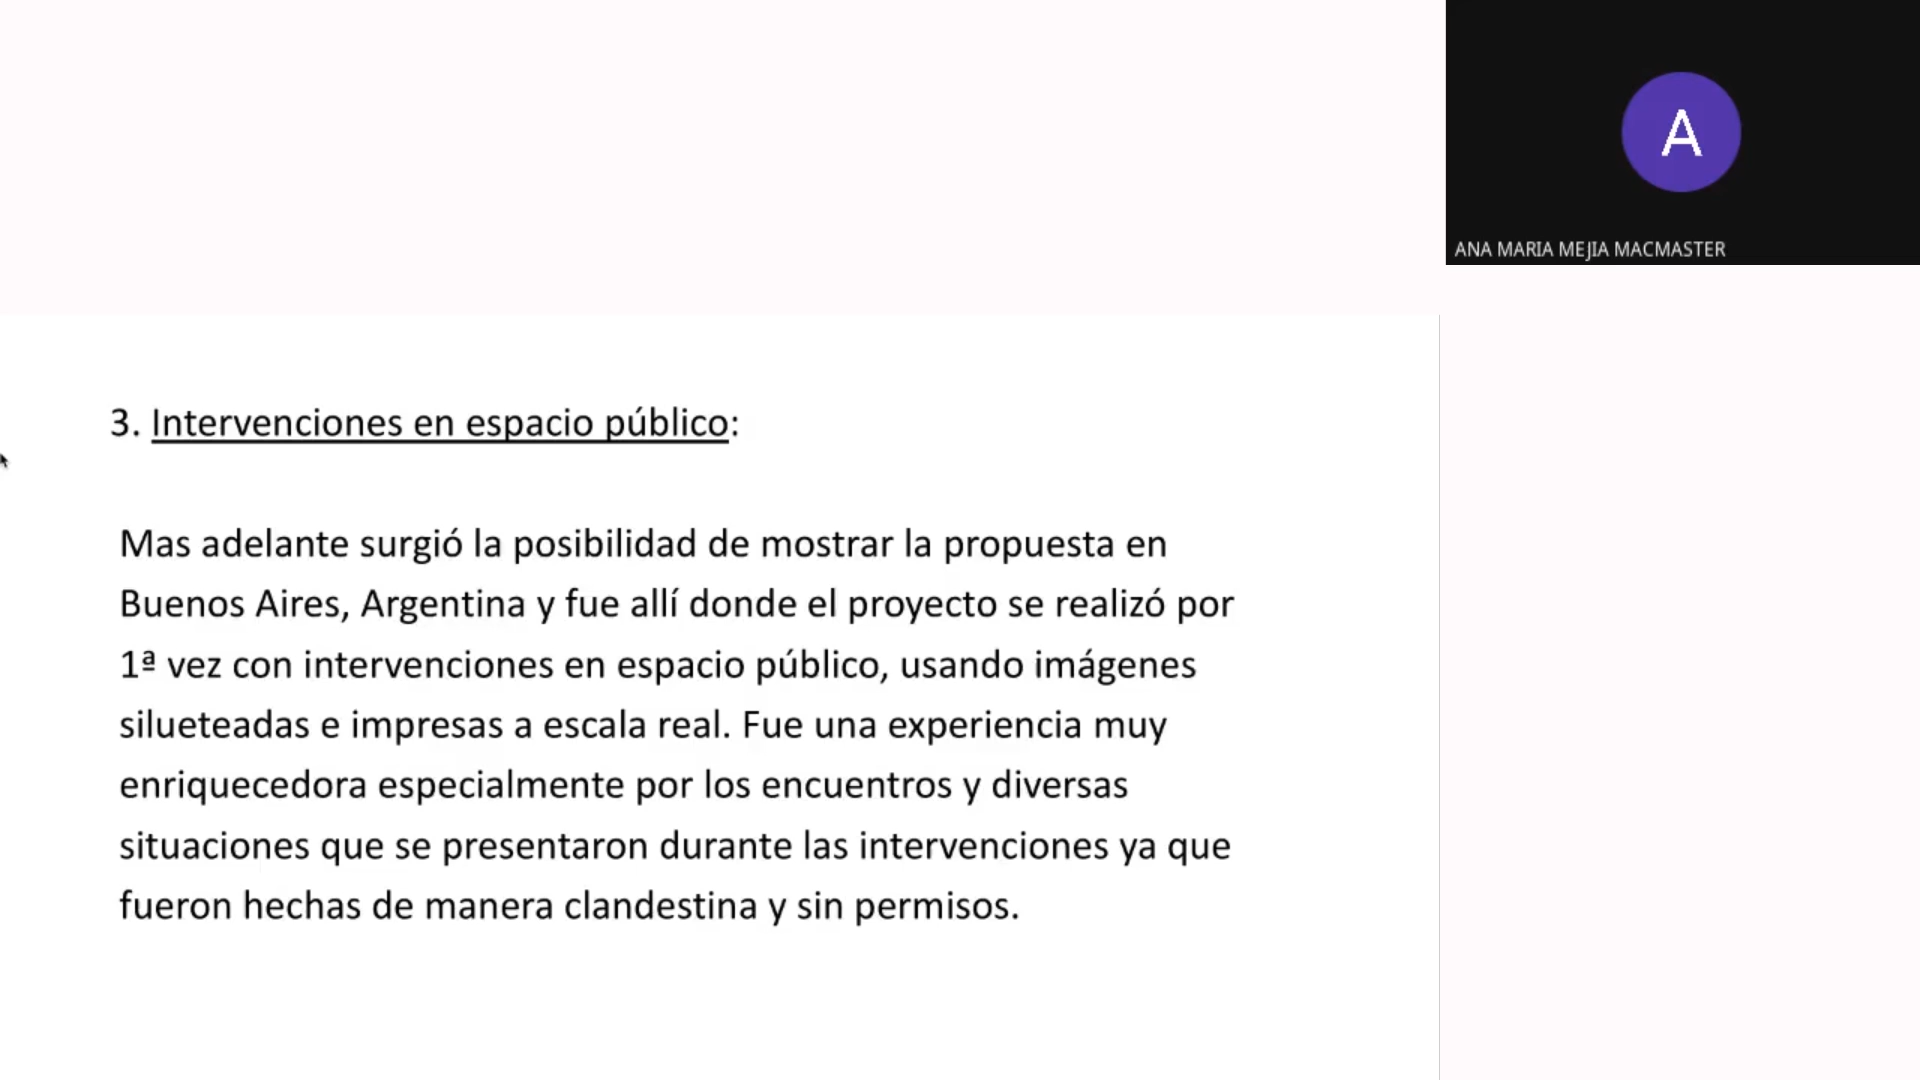 A
ANA MARIA MEJIA MACMASTER
3. Intervenciones en espacio público:
Mas adelante surgió la posibilidad de mostrar la propuesta en
Buenos Aires, Argentina y fue allí donde el proyecto se realizó por
1ª vez con intervenciones en espacio público, usando imágenes
silueteadas e impresas a escala real. Fue una experiencia muy
enriquecedora especialmente por los encuentros y diversas
situaciones que se presentaron durante las intervenciones ya que
fueron hechas de manera clandestina y sin permisos.